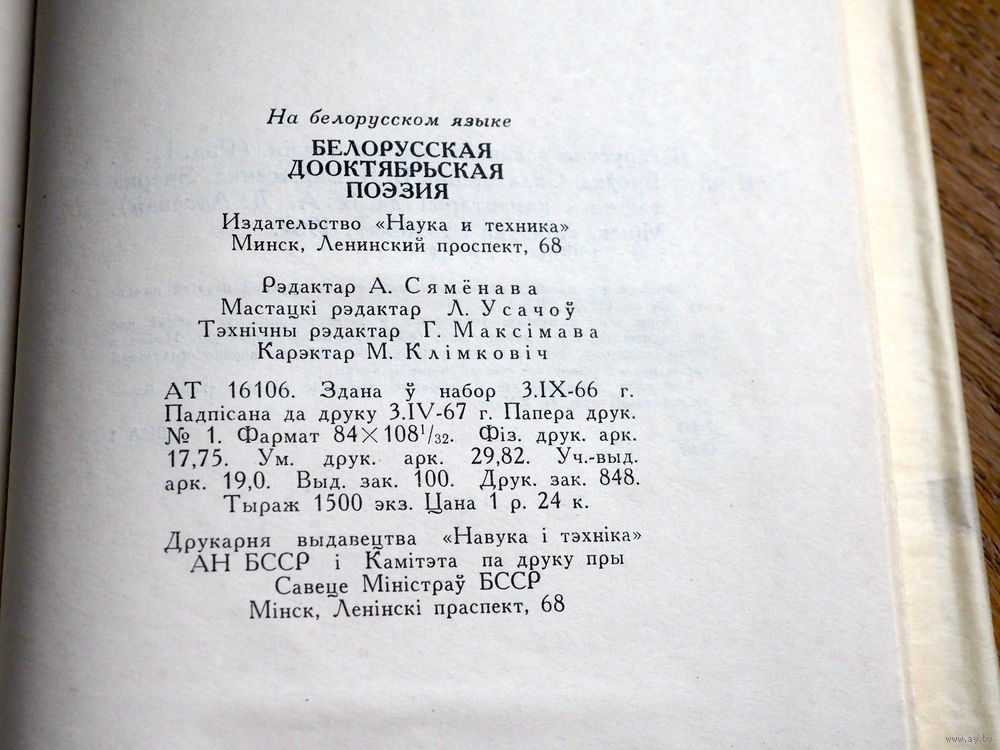 На белорусском языке
БЕЛОРУССКАЯ
ДООКТЯБРЬСКАЯ
ПОЭЗИЯ
Издательство «Наука и техника»
Минск, Ленинский проспект, 68
Рэдактар А. Сямёнава
Мастацкі рэдактар Л. Усачоў
Тэхнічны рэдактар Г. Максімава
Карэктар М. Клімковіч
АТ 16106. Здана ў набор 3.IX-66 г.
Падпісана да друку 3.IV-67 г. Папера друк.
№ 1. Фармат 84×108¹/₃₂. Фіз. друк. арк.
17,75. Ум. друк. арк. 29,82. Уч.-выд.
арк. 19,0. Выд. зак. 100. Друк. зак. 848.
Тыраж 1500 экз. Цана 1 р. 24 к.
Друкарня выдавецтва «Навука і тэхніка»
АН БССР і Камітэта па друку пры
Савеце Міністраў БССР
Мінск, Ленінскі праспект, 68
www.ay.by